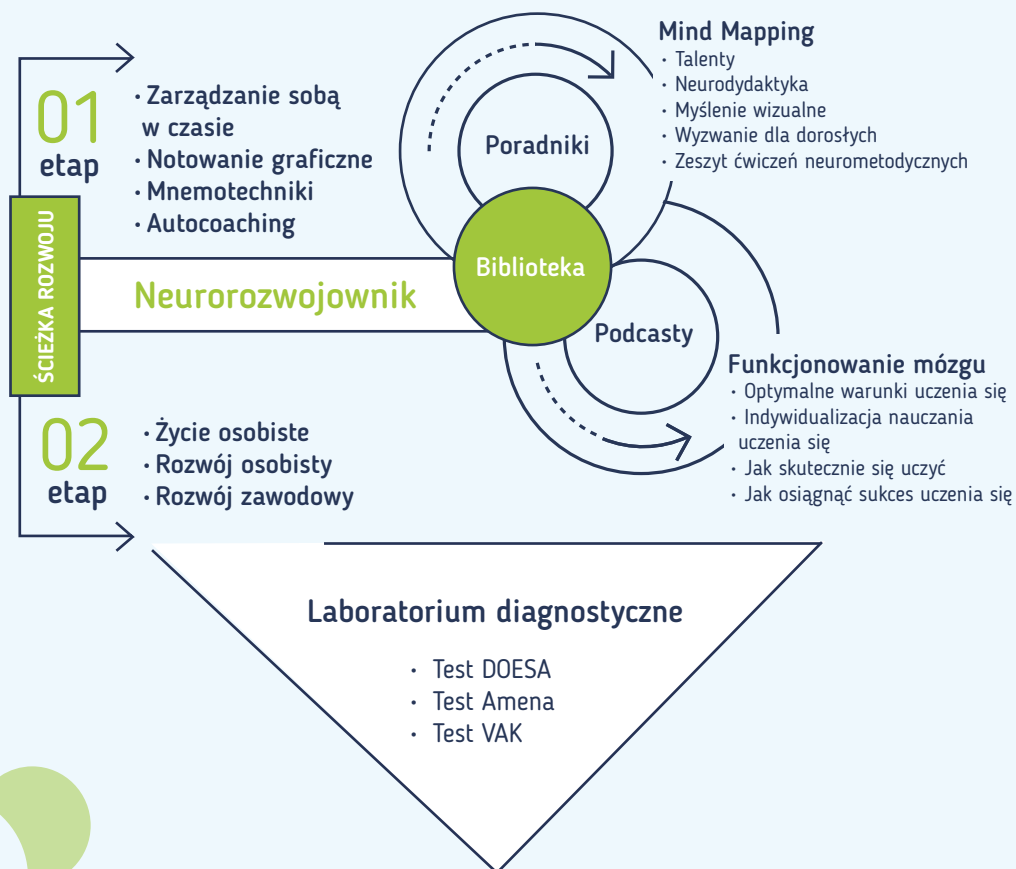 01
etap
· Zarządzanie sobą
w czasie
· Notowanie graficzne
· Mnemotechniki
· Autocoaching
ŚCIEŻKA ROZWOJU
Neurorozwojownik
02
etap
· Życie osobiste
· Rozwój osobisty
· Rozwój zawodowy
Poradniki
Biblioteka
Podcasty
Mind Mapping
· Talenty
· Neurodydaktyka
· Myślenie wizualne
· Wyzwanie dla dorosłych
· Zeszyt ćwiczeń neurometodycznych
Funkcjonowanie mózgu
· Optymalne warunki uczenia się
· Indywidualizacja nauczania
uczenia się
· Jak skutecznie się uczyć
· Jak osiągnąć sukces uczenia się
Laboratorium diagnostyczne
· Test DOESA
· Test Amena
· Test VAK